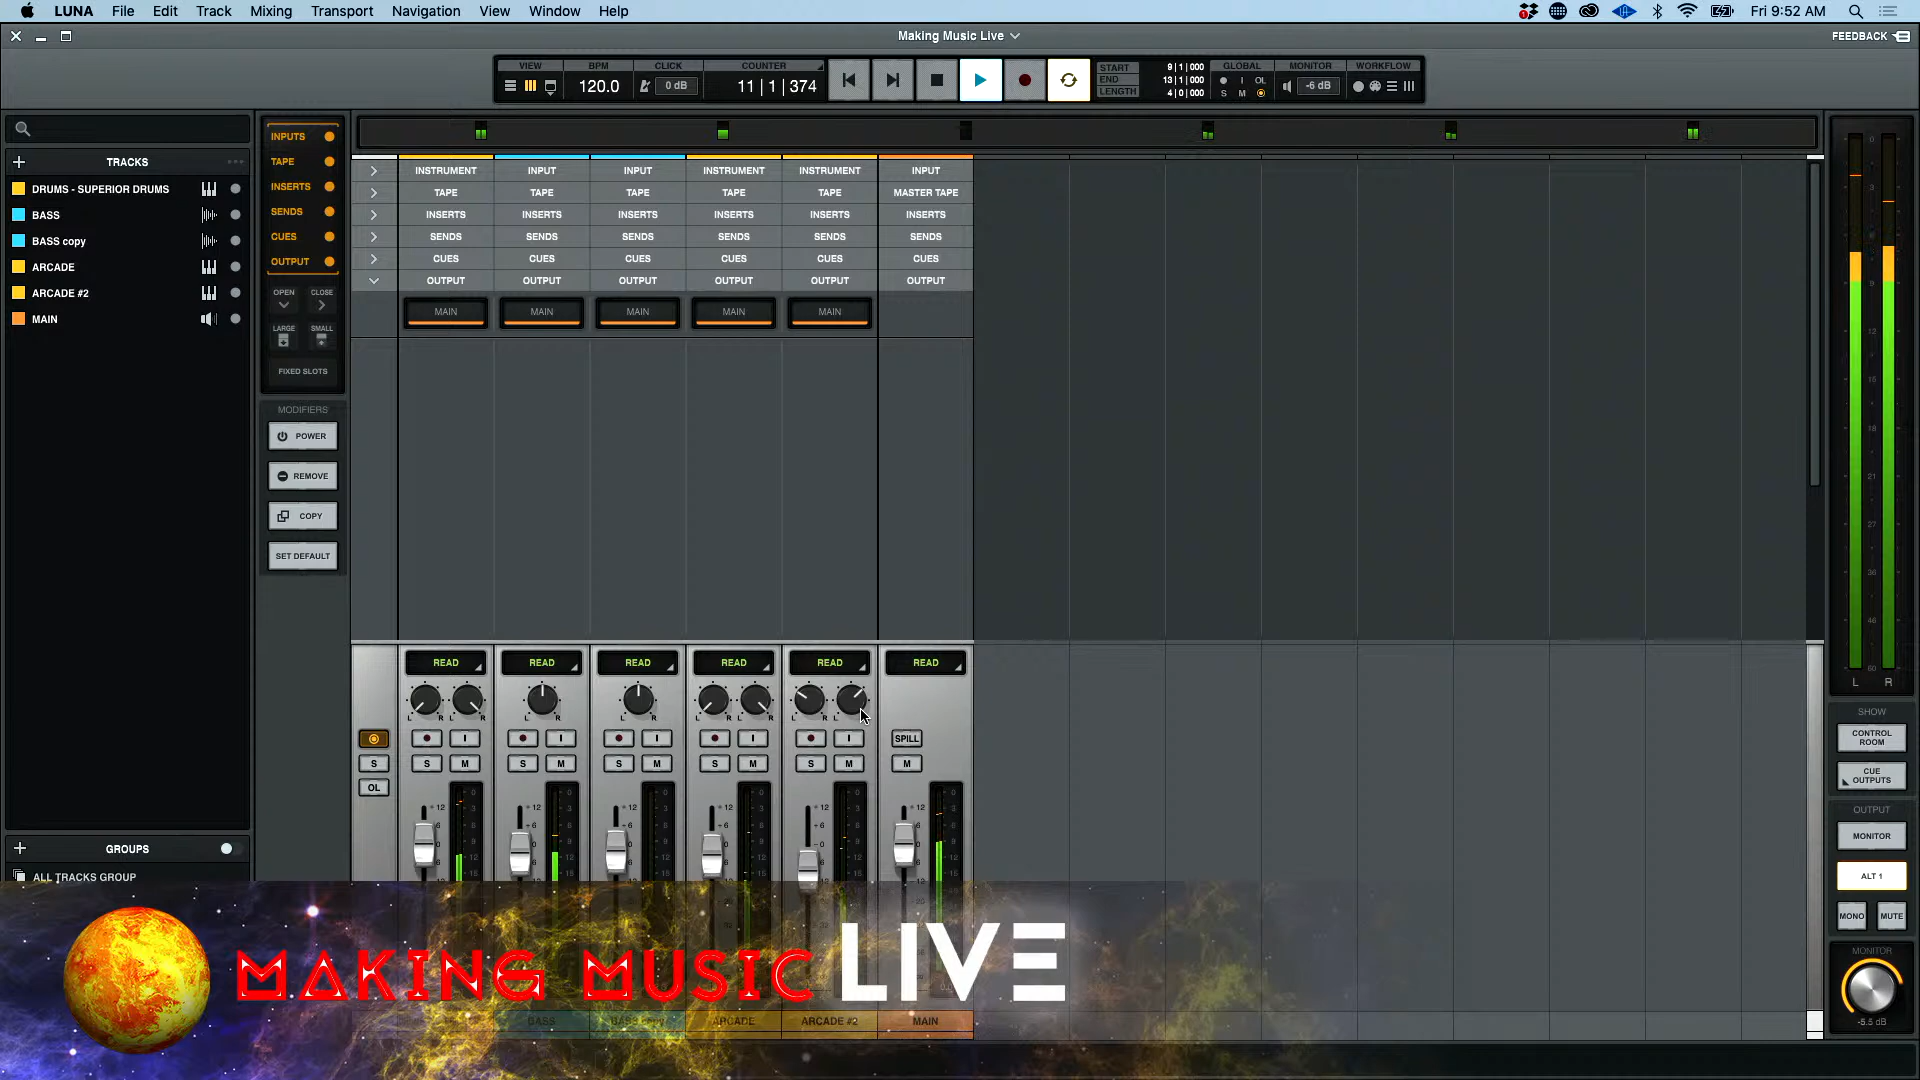 LUNA File Edit Track Mixing Transport Navigation View Window Help
Fri 9:52 AM
Making Music Live
FEEDBACK
VIEW BPM CLICK COUNTER
120.0 0 dB 11 | 1 | 374
START 9 | 1 | 000
END 13 | 1 | 000
LENGTH 4 | 0 | 000
GLOBAL MONITOR WORKFLOW
I OL
S M
-6 dB
TRACKS
DRUMS - SUPERIOR DRUMS
BASS
BASS copy
ARCADE
ARCADE #2
MAIN
INPUTS
TAPE
INSERTS
SENDS
CUES
OUTPUT
OPEN CLOSE
LARGE SMALL
FIXED SLOTS
MODIFIERS
POWER
REMOVE
COPY
SET DEFAULT
INSTRUMENT INPUT INPUT INSTRUMENT INSTRUMENT INPUT
TAPE TAPE TAPE TAPE TAPE MASTER TAPE
INSERTS INSERTS INSERTS INSERTS INSERTS INSERTS
SENDS SENDS SENDS SENDS SENDS SENDS
CUES CUES CUES CUES CUES CUES
OUTPUT OUTPUT OUTPUT OUTPUT OUTPUT OUTPUT
MAIN MAIN MAIN MAIN MAIN
READ READ READ READ READ READ
L R L R L R L R L R L R L R L R
I I I I I SPILL
S S M S M S M S M S M M
OL
L R
SHOW
CONTROL ROOM
CUE OUTPUTS
OUTPUT
MONITOR
ALT 1
MONO MUTE
MONITOR
-5.5 dB
GROUPS
ALL TRACKS GROUP
MAKING MUSIC LIVE
BASS BASS copy ARCADE ARCADE #2 MAIN